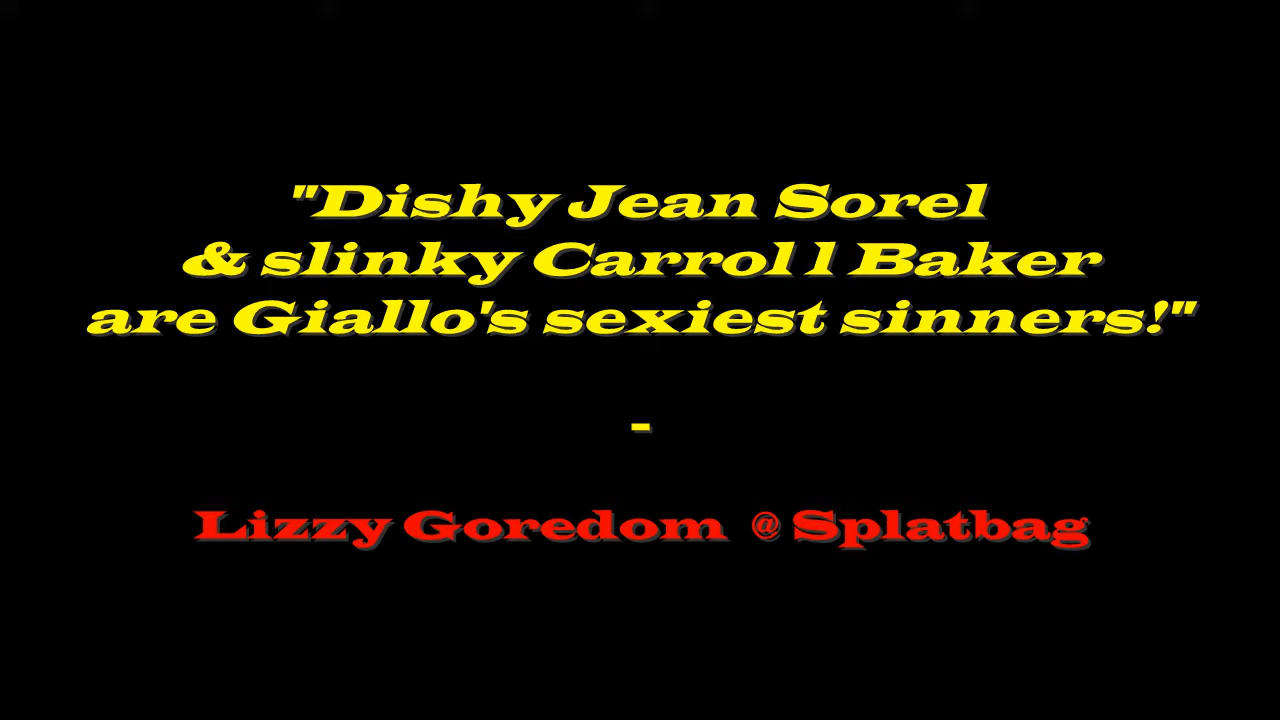 "Dishy Jean Sorel
& slinky Carrol l Baker
are Giallo's sexiest sinners!"
-
Lizzy Goredom @ Splatbag